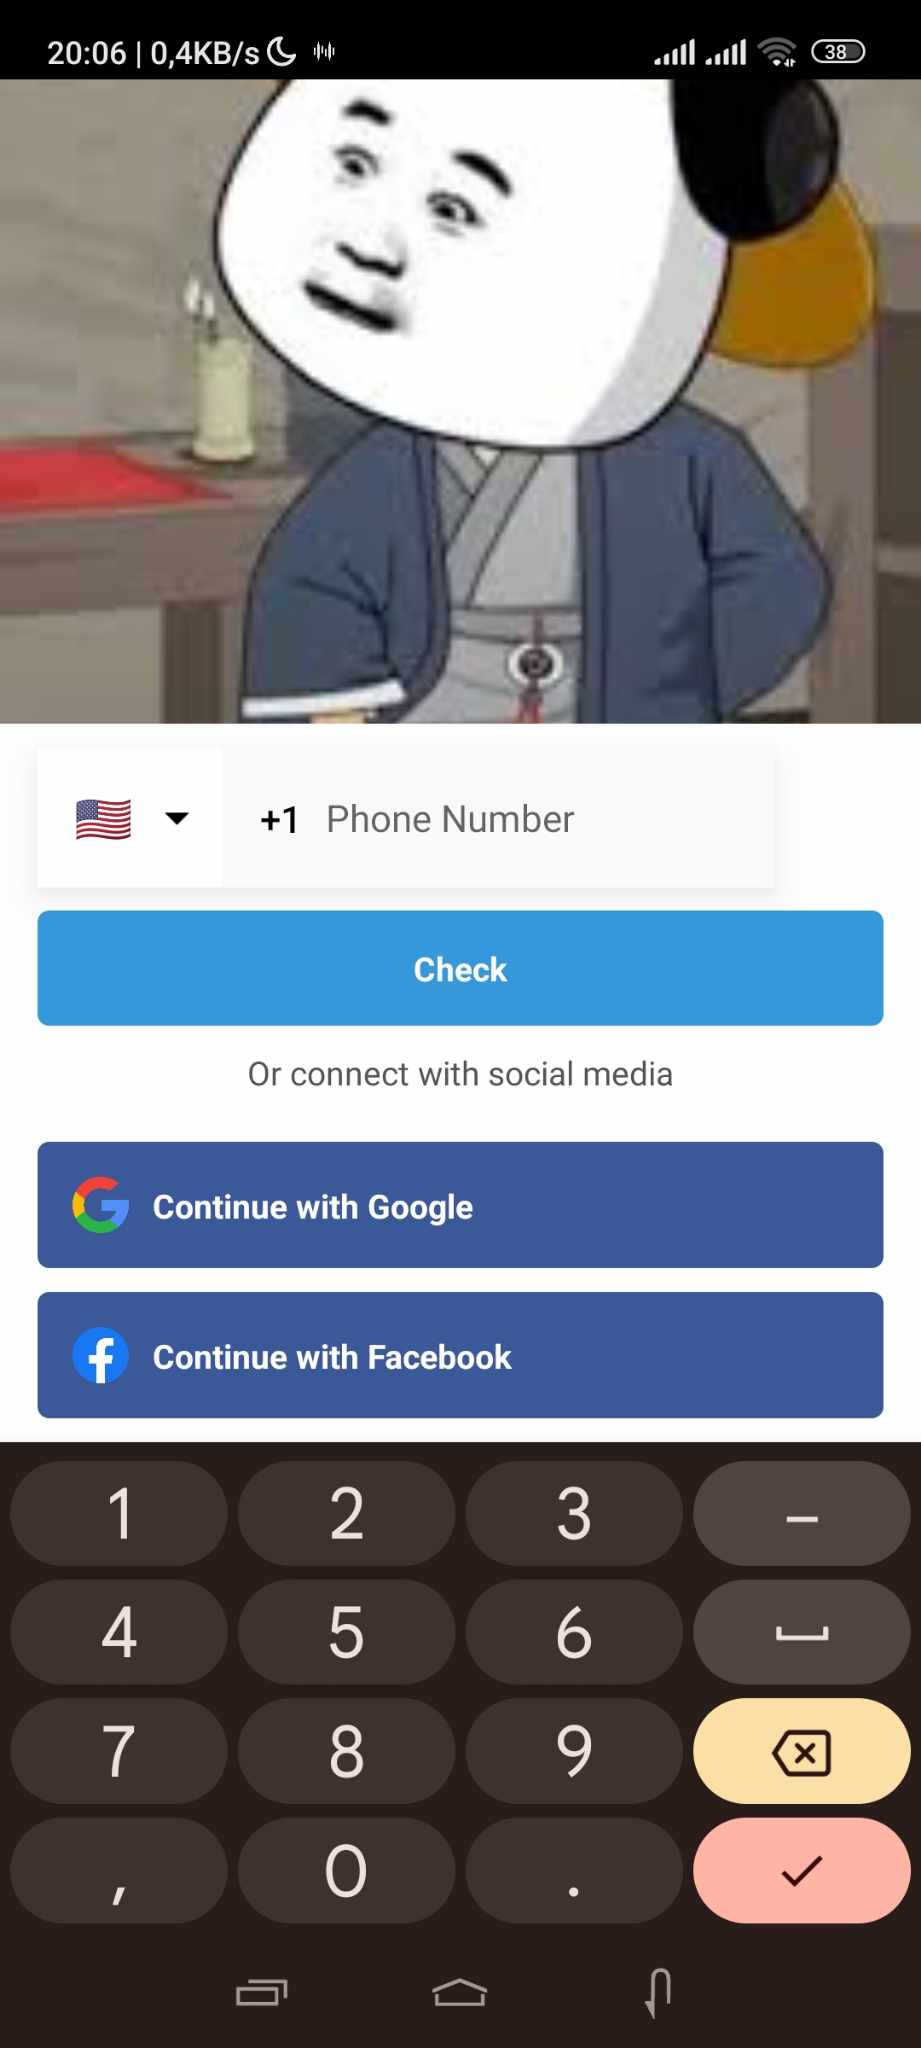 20:06 | 0,4KB/s
38
+1 Phone Number
Check
Or connect with social media
Continue with Google
Continue with Facebook
1 2 3 –
4 5 6
7 8 9
, 0 .